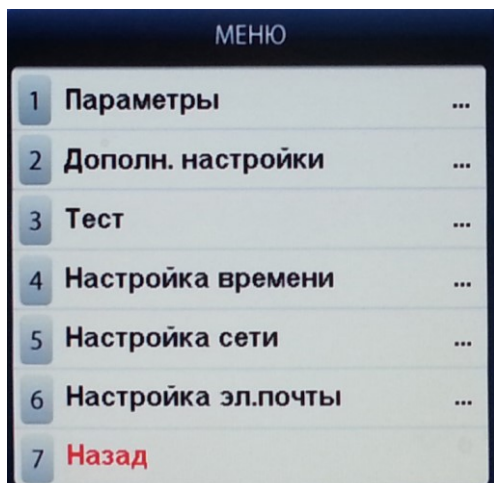 МЕНЮ
1 Параметры ...
2 Дополн. настройки ...
3 Тест ...
4 Настройка времени ...
5 Настройка сети ...
6 Настройка эл.почты ...
7 Назад